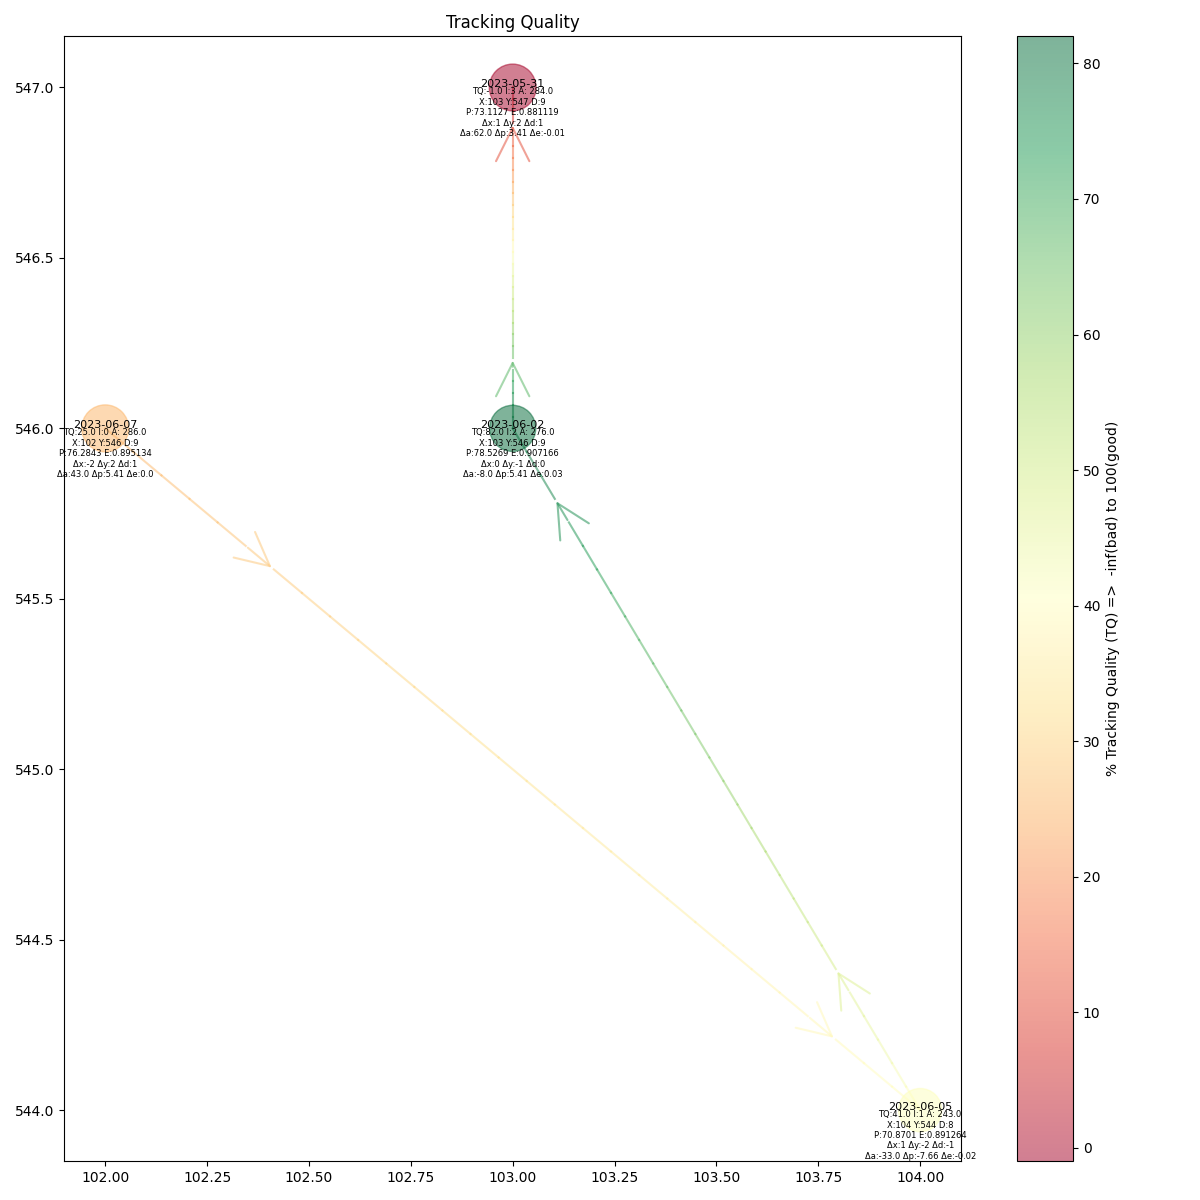 Tracking Quality
547.0
546.5
546.0
545.5
545.0
544.5
544.0
2023-05-31
TQ:-1.0 I:3 A: 284.0
X:103 Y:547 D:9
P:73.1127 E:0.881119
Δx:1 Δy:2 Δd:1
Δa:62.0 Δp:3.41 Δe:-0.01
2023-06-07
TQ:25.0 I:0 A: 286.0
X:102 Y:546 D:9
P:76.2843 E:0.895134
Δx:-2 Δy:2 Δd:1
Δa:43.0 Δp:5.41 Δe:0.0
2023-06-02
TQ:82.0 I:2 A: 276.0
X:103 Y:546 D:9
P:78.5269 E:0.907166
Δx:0 Δy:-1 Δd:0
Δa:-8.0 Δp:5.41 Δe:0.03
2023-06-05
TQ:41.0 I:1 A: 243.0
X:104 Y:544 D:8
P:70.8701 E:0.891264
Δx:1 Δy:-2 Δd:-1
Δa:-33.0 Δp:-7.66 Δe:-0.02
102.00 102.25 102.50 102.75 103.00 103.25 103.50 103.75 104.00
80
70
60
50
40
30
20
10
0
% Tracking Quality (TQ) => -inf(bad) to 100(good)